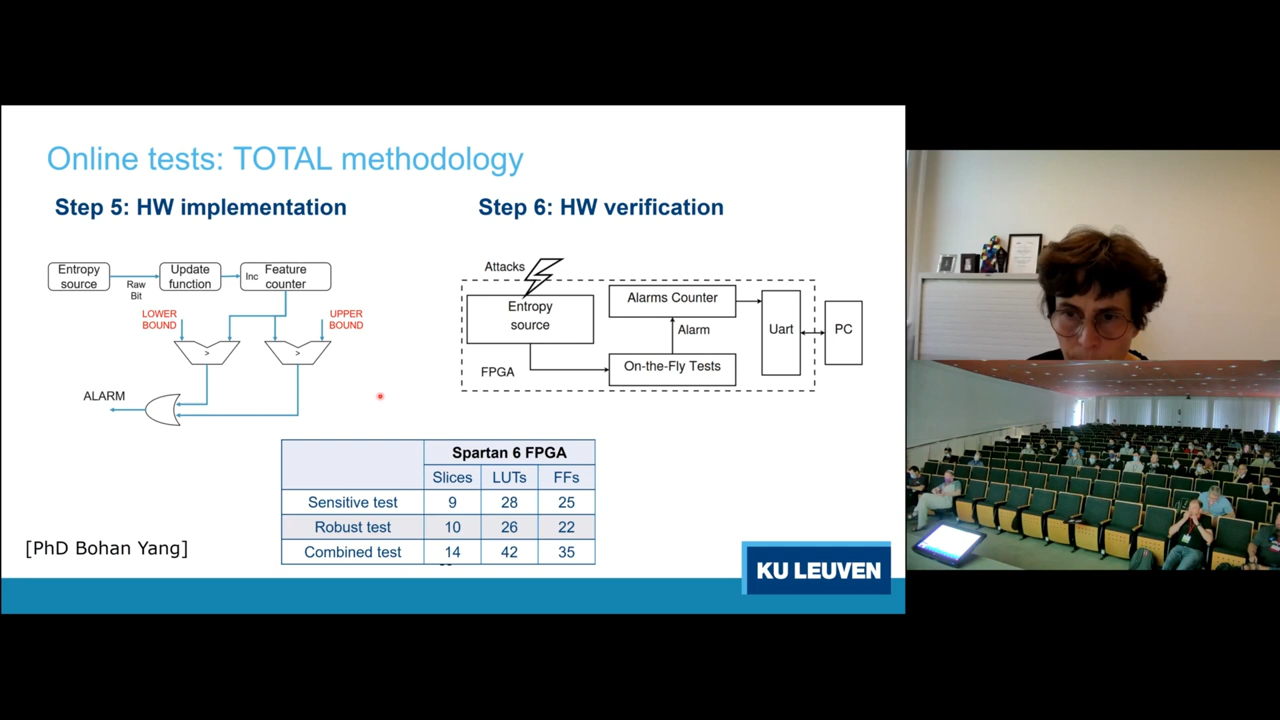 Online tests: TOTAL methodology
Step 5: HW implementation
Step 6: HW verification
Entropy
source
Raw
Bit
Update
function
Inc
Feature
counter
LOWER
BOUND
UPPER
BOUND
>
>
ALARM
Attacks
Entropy
source
FPGA
Alarms Counter
Alarm
On-the-Fly Tests
Uart
PC
Spartan 6 FPGA
Slices LUTs FFs
Sensitive test 9 28 25
Robust test 10 26 22
Combined test 14 42 35
[PhD Bohan Yang]
KU LEUVEN